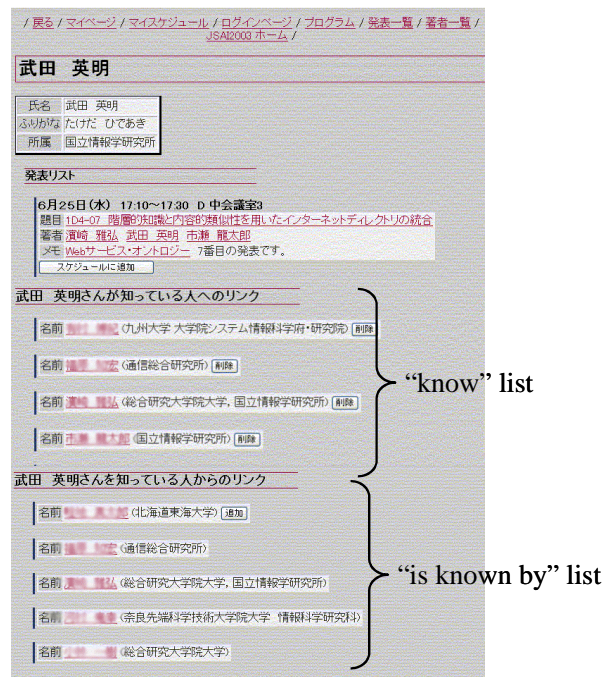 / 戻る / マイページ / マイスケジュール / ログインページ / プログラム / 発表一覧 / 著者一覧 /
JSAI2003 ホーム /
武田 英明
氏名 武田 英明
ふりがな たけだ ひであき
所属 国立情報学研究所
発表リスト
6月25日(水) 17:10~17:30 D 中会議室3
題目 1D4-07 階層的知識と内容的類似性を用いたインターネットディレクトリの統合
著者 濱崎 雅弘 武田 英明 市瀬 龍太郎
メモ Webサービス・オントロジー 7番目の発表です。
スケジュールに追加
武田 英明さんが知っている人へのリンク
名前 (九州大学 大学院システム情報科学府・研究院) 削除
名前 (通信総合研究所) 削除
“know” list
名前 (総合研究大学院大学, 国立情報学研究所) 削除
名前 (国立情報学研究所) 削除
武田 英明さんを知っている人からのリンク
名前 (北海道東海大学) 追加
名前 (通信総合研究所)
“is known by” list
名前 (総合研究大学院大学, 国立情報学研究所)
名前 (奈良先端科学技術大学院大学 情報科学研究科)
名前 (総合研究大学院大学)